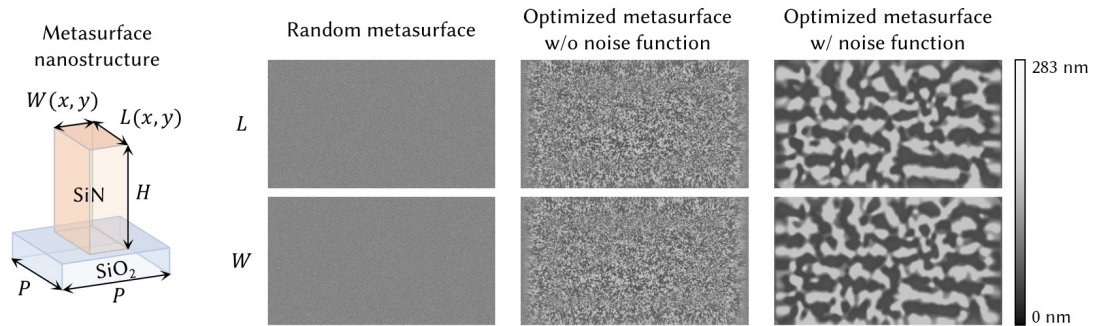 Metasurface
nanostructure
W(x, y)
L(x, y)
SiN
H
SiO₂
P
P
Random metasurface
Optimized metasurface
w/o noise function
Optimized metasurface
w/ noise function
L
W
283 nm
0 nm